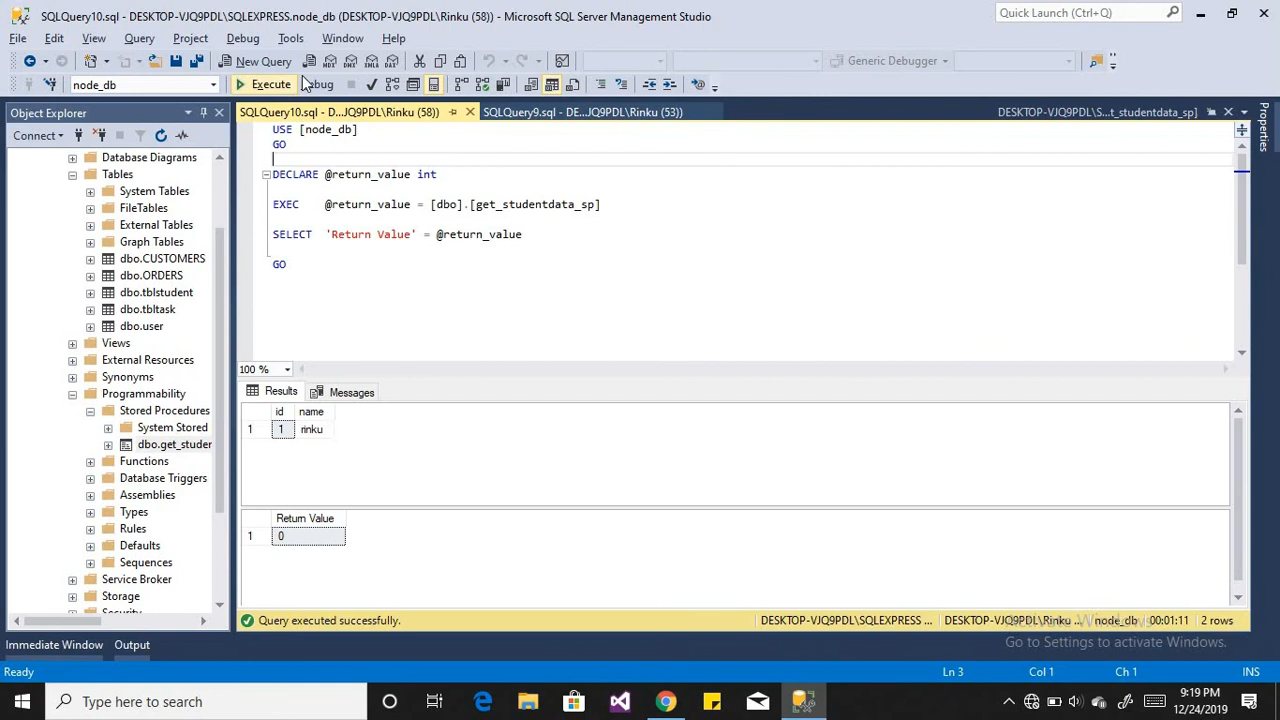 SQLQuery10.sql - DESKTOP-VJQ9PDL\SQLEXPRESS.node_db (DESKTOP-VJQ9PDL\Rinku (58)) - Microsoft SQL Server Management Studio
Quick Launch (Ctrl+Q)
File Edit View Query Project Debug Tools Window Help
New Query
MDX DMX XMLA DAX
Generic Debugger
node_db
Execute
Object Explorer
SQLQuery10.sql - D...JQ9PDL\Rinku (58))
SQLQuery9.sql - DE...JQ9PDL\Rinku (53))
DESKTOP-VJQ9PDL\S...t_studentdata_sp]
Properties
Connect
Database Diagrams
Tables
System Tables
FileTables
External Tables
Graph Tables
dbo.CUSTOMERS
dbo.ORDERS
dbo.tblstudent
dbo.tbltask
dbo.user
Views
External Resources
Synonyms
Programmability
Stored Procedures
System Stored
dbo.get_studer
Functions
Database Triggers
Assemblies
Types
Rules
Defaults
Sequences
Service Broker
Storage
Security
USE [node_db]
GO
DECLARE @return_value int
EXEC @return_value = [dbo].[get_studentdata_sp]
SELECT 'Return Value' = @return_value
GO
100 %
Results Messages
id name
1 1 rinku
Return Value
1 0
Query executed successfully.
DESKTOP-VJQ9PDL\SQLEXPRESS ...
DESKTOP-VJQ9PDL\Rinku ...
node_db
00:01:11
2 rows
Activate Windows
Go to Settings to activate Windows.
Immediate Window Output
Ready
Ln 3
Col 1
Ch 1
INS
Type here to search
9:19 PM
12/24/2019